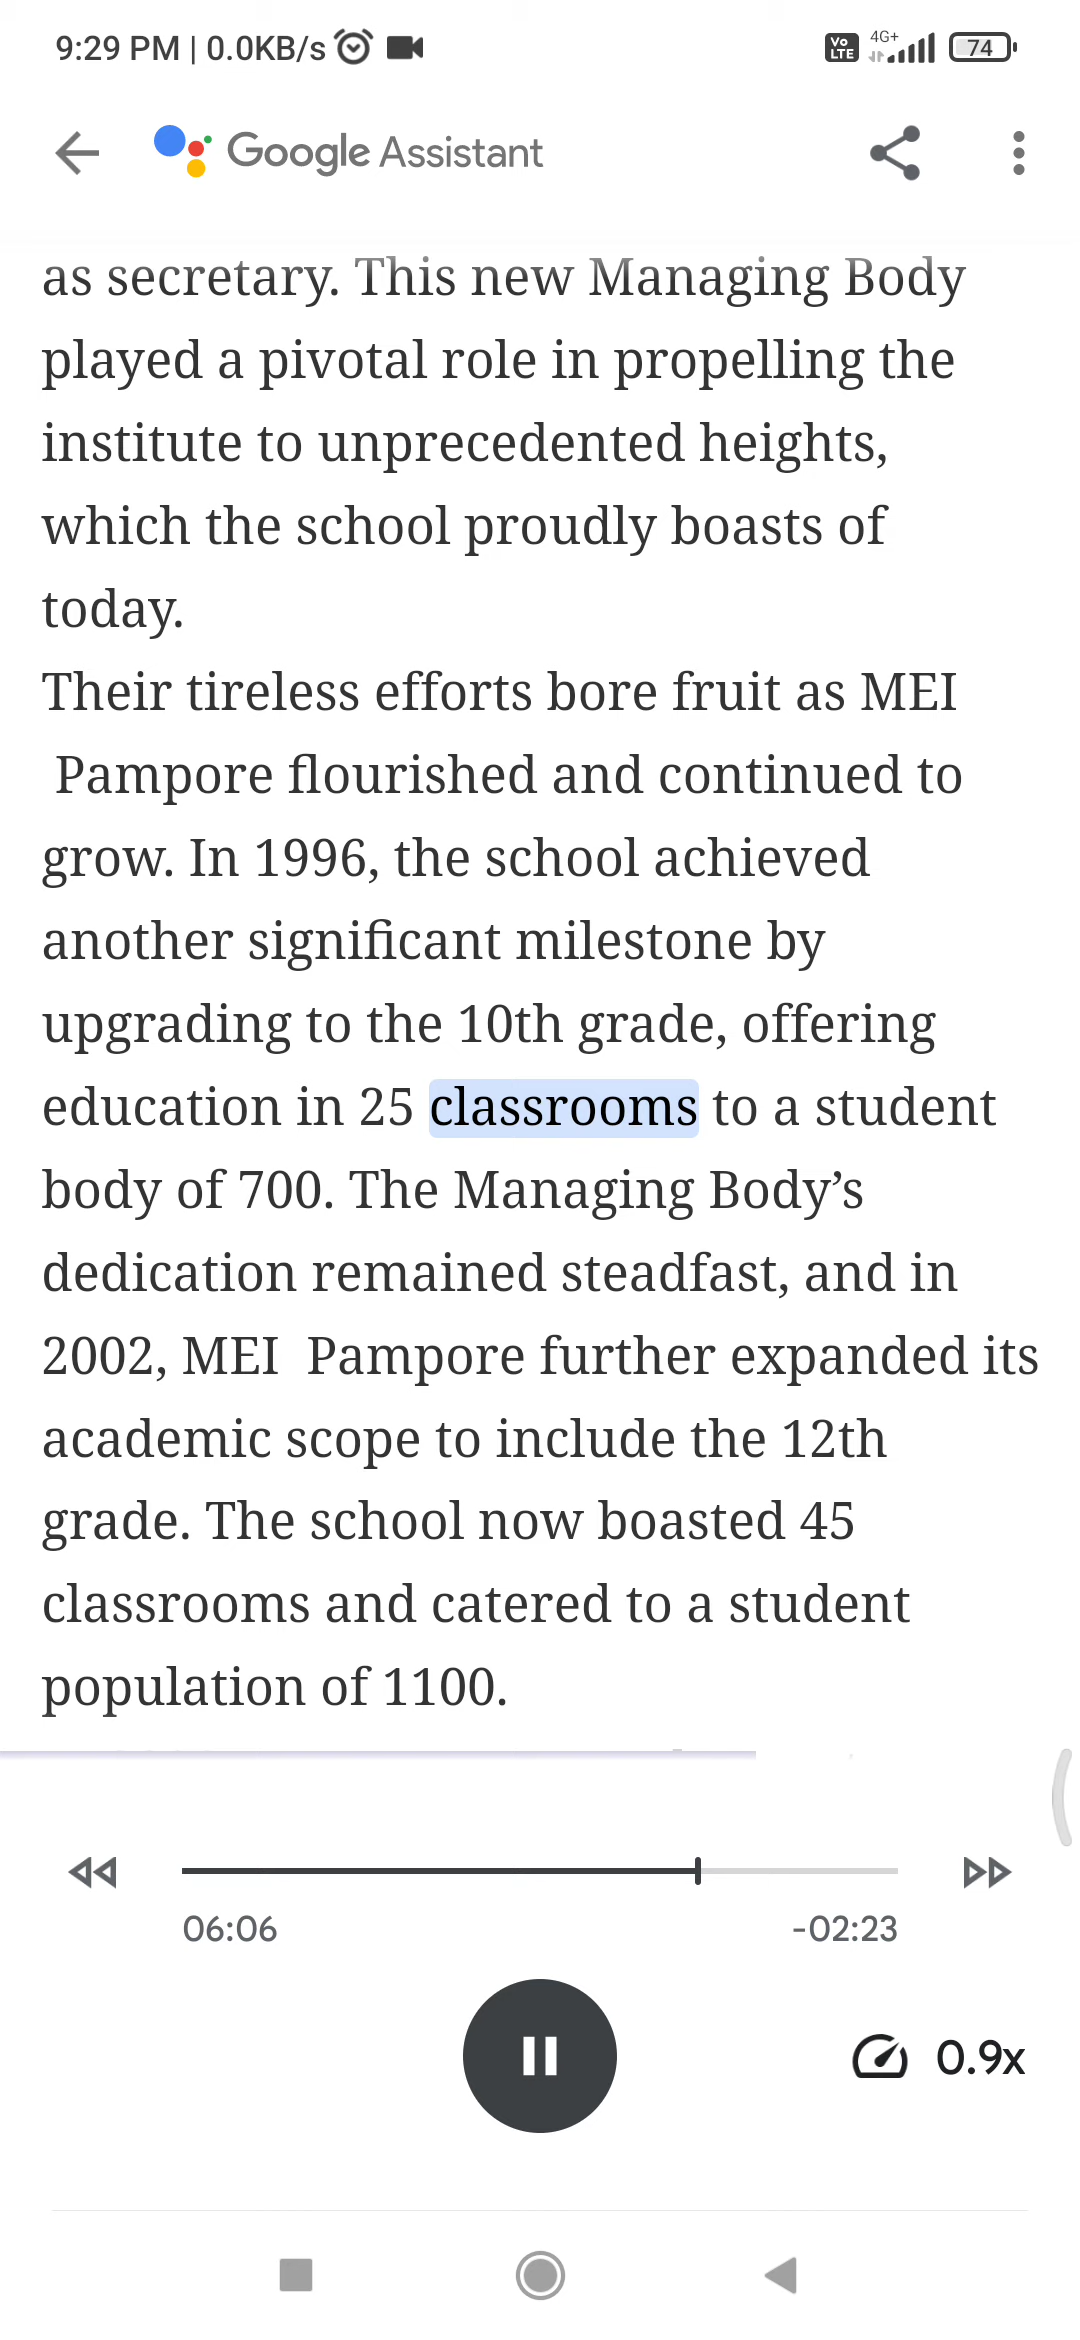 9:29 PM | 0.0KB/s
Vo LTE 4G+ 74
Google Assistant
as secretary. This new Managing Body
played a pivotal role in propelling the
institute to unprecedented heights,
which the school proudly boasts of
today.
Their tireless efforts bore fruit as MEI
Pampore flourished and continued to
grow. In 1996, the school achieved
another significant milestone by
upgrading to the 10th grade, offering
education in 25 classrooms to a student
body of 700. The Managing Body’s
dedication remained steadfast, and in
2002, MEI  Pampore further expanded its
academic scope to include the 12th
grade. The school now boasted 45
classrooms and catered to a student
population of 1100.
06:06 -02:23
0.9x